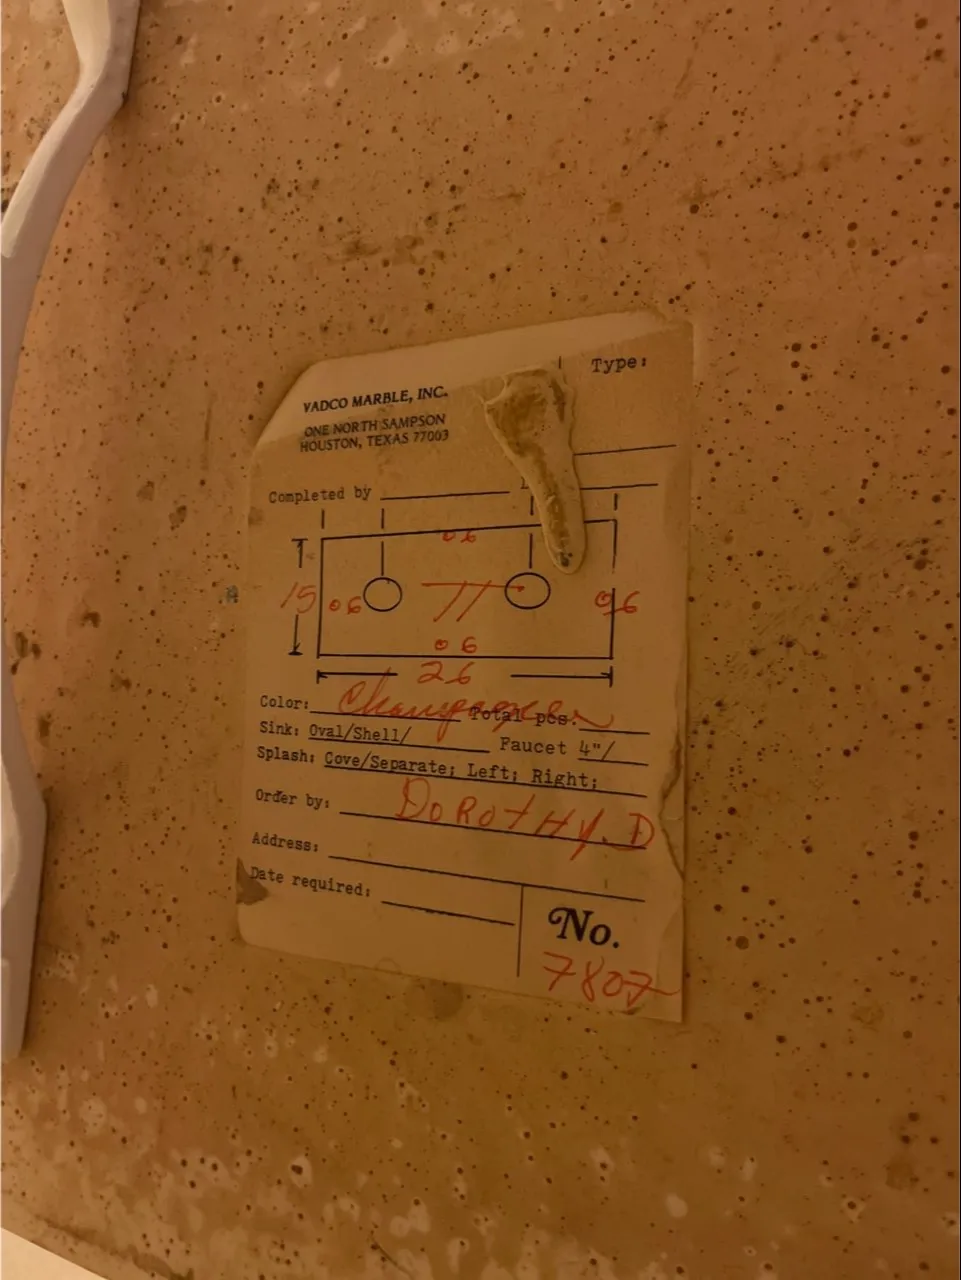 Type:
VADCO MARBLE, INC.
ONE NORTH SAMPSON
HOUSTON, TEXAS 77003
Completed by
06
15 06 06
06
26
Color: Champagne Total pcs:
Sink: Oval/Shell/ Faucet 4"/
Splash: Cove/Separate; Left; Right;
Order by: DOROTHY. D
Address:
Date required:
No.
7807